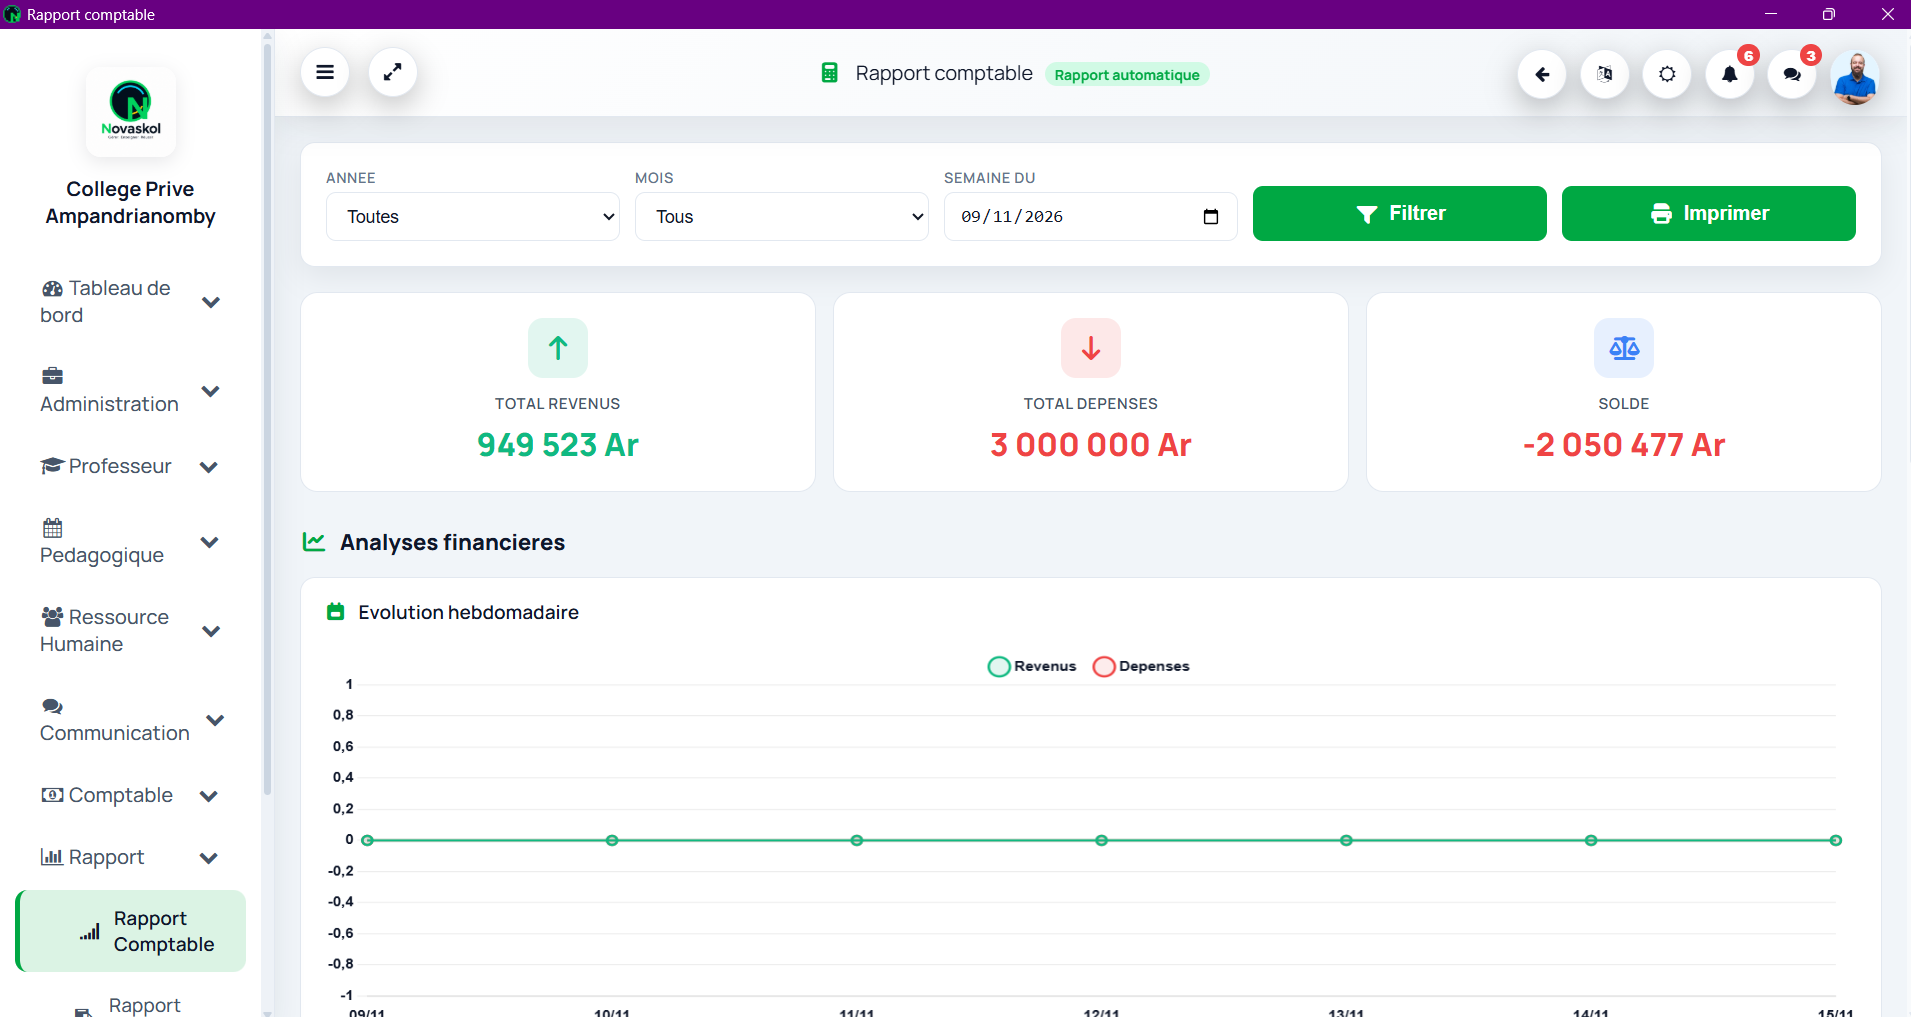 Rapport comptable
Novaskol
College Prive
Ampandrianomby
Tableau de
bord
Administration
Professeur
Pedagogique
Ressource
Humaine
Communication
Comptable
Rapport
Rapport
Comptable
Rapport
Rapport comptable
Rapport automatique
6
3
ANNEE
MOIS
SEMAINE DU
Toutes
Tous
09/11/2026
Filtrer
Imprimer
TOTAL REVENUS
949 523 Ar
TOTAL DEPENSES
3 000 000 Ar
SOLDE
-2 050 477 Ar
Analyses financieres
Evolution hebdomadaire
Revenus
Depenses
1
0,8
0,6
0,4
0,2
0
-0,2
-0,4
-0,6
-0,8
-1
09/11
10/11
11/11
12/11
13/11
14/11
15/11